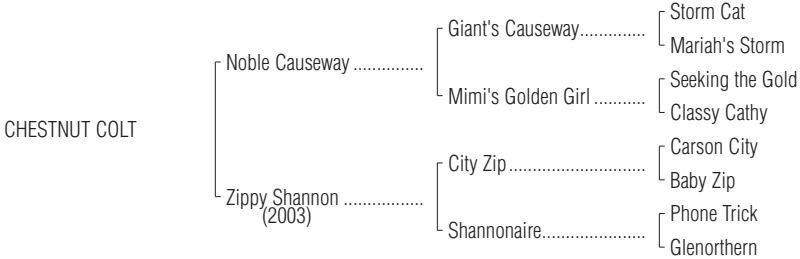 Storm Cat
Giant's Causeway..............
Mariah's Storm
Noble Causeway ...............
Seeking the Gold
Mimi's Golden Girl ...........
Classy Cathy
CHESTNUT COLT
Carson City
City Zip.............................
Baby Zip
Zippy Shannon .................
(2003)
Phone Trick
Shannonaire......................
Glenorthern